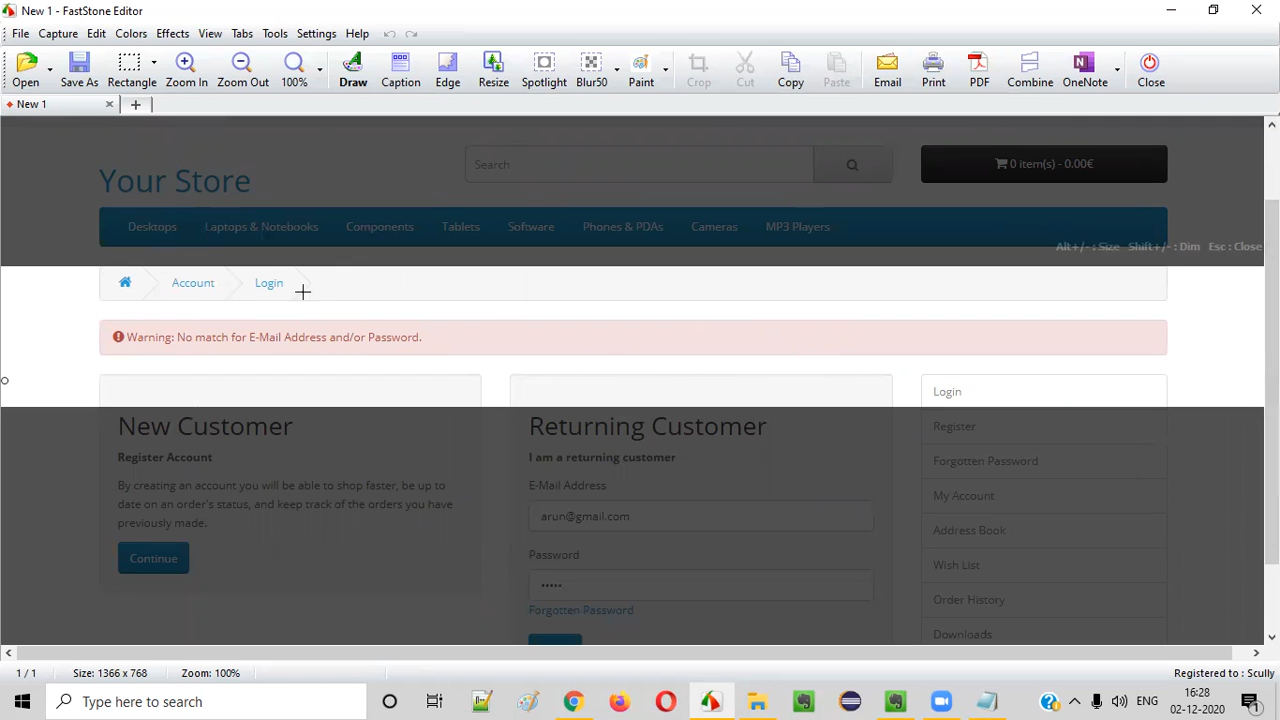 New 1 - FastStone Editor
File Capture Edit Colors Effects View Tabs Tools Settings Help
Open Save As Rectangle Zoom In Zoom Out 100% Draw Caption Edge Resize Spotlight Blur50 Paint Crop Cut Copy Paste Email Print PDF Combine OneNote Close
New 1
Your Store
Search
0 item(s) - 0.00€
Desktops Laptops & Notebooks Components Tablets Software Phones & PDAs Cameras MP3 Players
Alt+/- : Size Shift+/- : Dim Esc : Close
Account Login
Warning: No match for E-Mail Address and/or Password.
New Customer
Register Account
By creating an account you will be able to shop faster, be up to
date on an order's status, and keep track of the orders you have
previously made.
Continue
Returning Customer
I am a returning customer
E-Mail Address
arun@gmail.com
Password
•••••
Forgotten Password
Login
Register
Forgotten Password
My Account
Address Book
Wish List
Order History
Downloads
1 / 1 Size: 1366 x 768 Zoom: 100% Registered to : Scully
Type here to search
ENG
16:28
02-12-2020
1